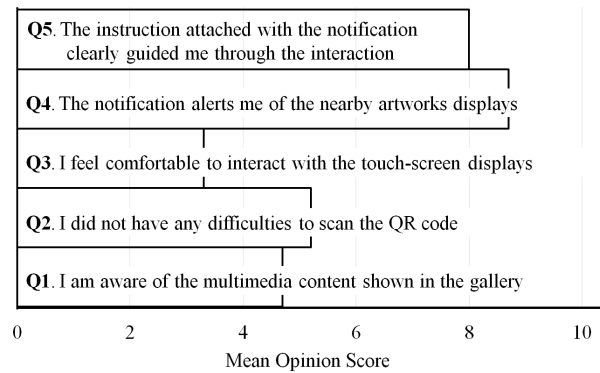 Q5. The instruction attached with the notification
clearly guided me through the interaction
Q4. The notification alerts me of the nearby artworks displays
Q3. I feel comfortable to interact with the touch-screen displays
Q2. I did not have any difficulties to scan the QR code
Q1. I am aware of the multimedia content shown in the gallery
0 2 4 6 8 10
Mean Opinion Score